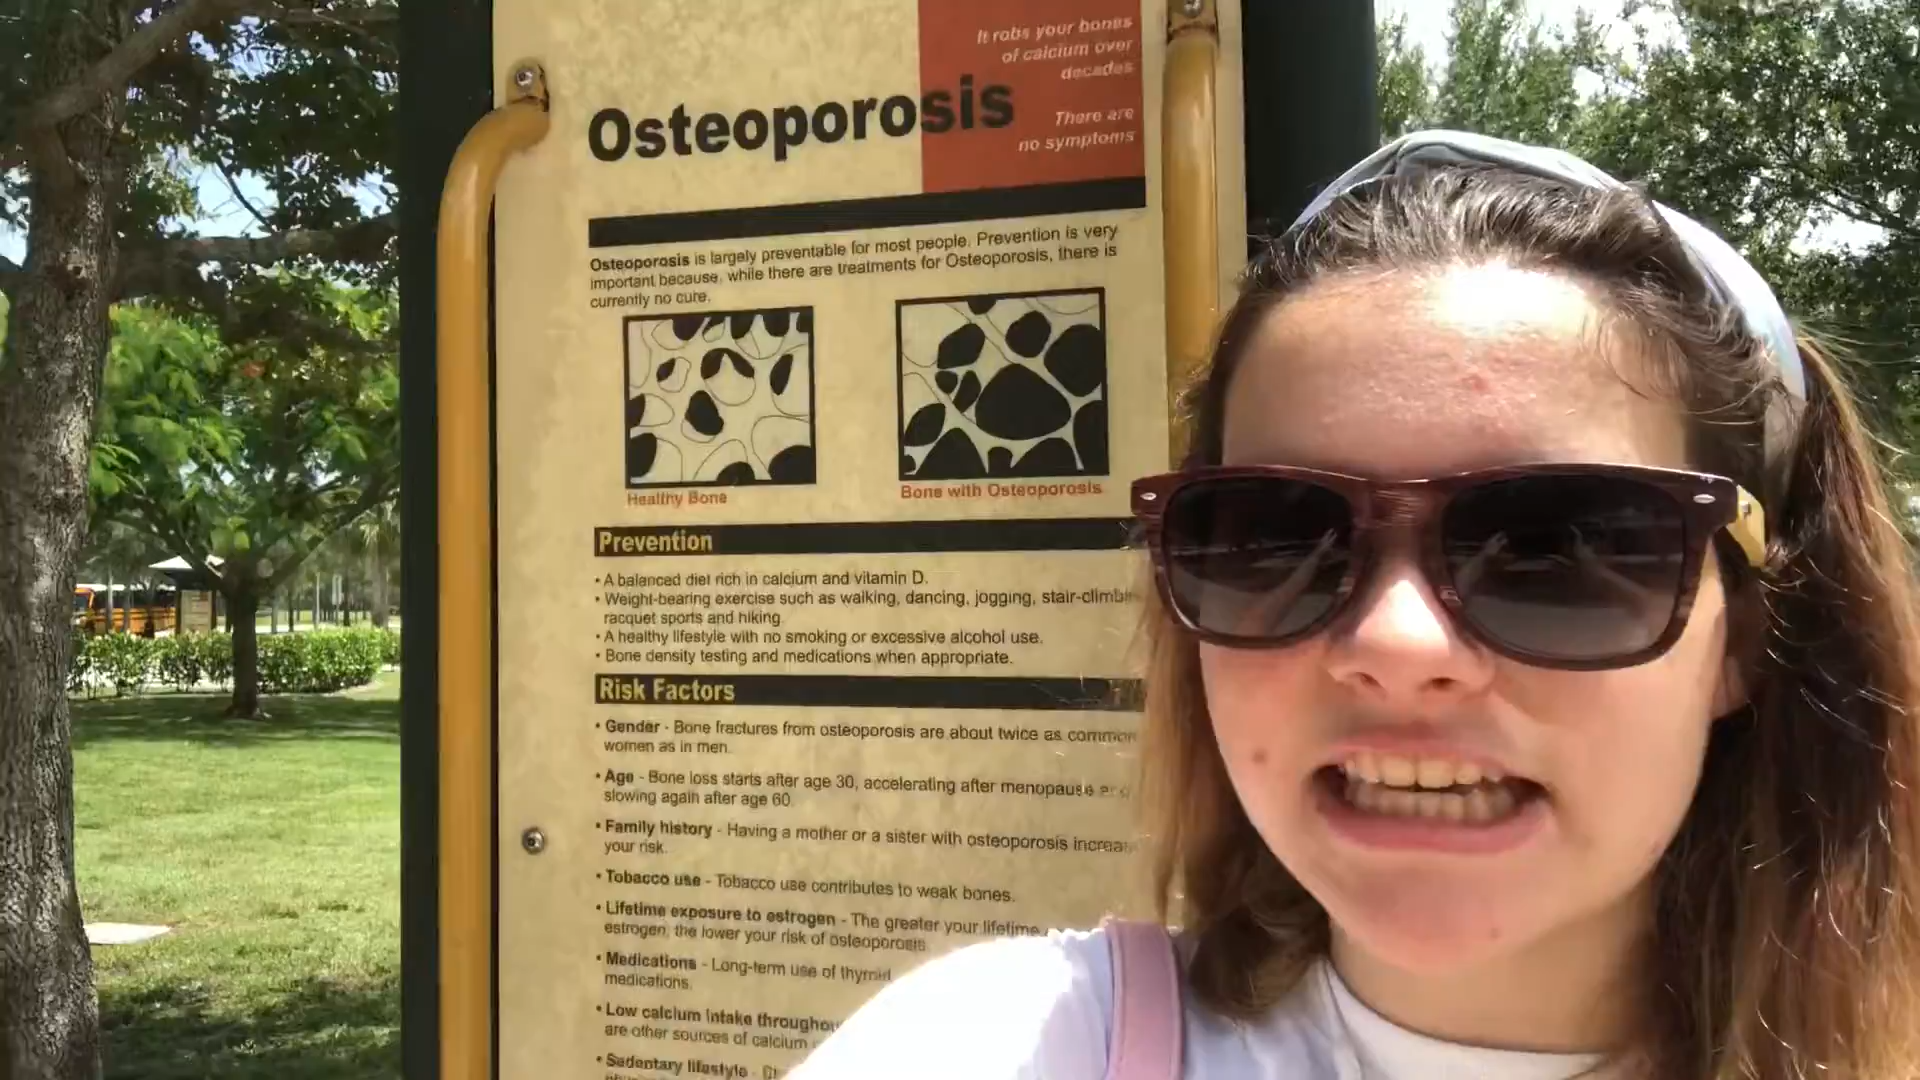 It robs your bones
of calcium over
decades
There are
no symptoms
Osteoporosis
Osteoporosis is largely preventable for most people. Prevention is very
important because, while there are treatments for Osteoporosis, there is
currently no cure.
Healthy Bone
Bone with Osteoporosis
Prevention
• A balanced diet rich in calcium and vitamin D.
• Weight-bearing exercise such as walking, dancing, jogging,
racquet sports and hiking.
• A healthy lifestyle with no smoking or excessive alcohol use.
• Bone density testing and medications when appropriate.
Risk Factors
• Gender - Bone fractures from osteoporosis are about twice as common
women as in men.
• Age - Bone loss starts after age 30, accelerating after menopause and
slowing again after age 60.
• Family history - Having a mother or a sister with osteoporosis
your risk.
• Tobacco use - Tobacco use contributes to weak bones.
• Lifetime exposure to estrogen - The greater your lifetime
estrogen, the lower your risk of osteoporosis.
• Medications - Long-term use of
medications.
• Low calcium intake
are other sources of calcium
• Sedentary lifestyle -